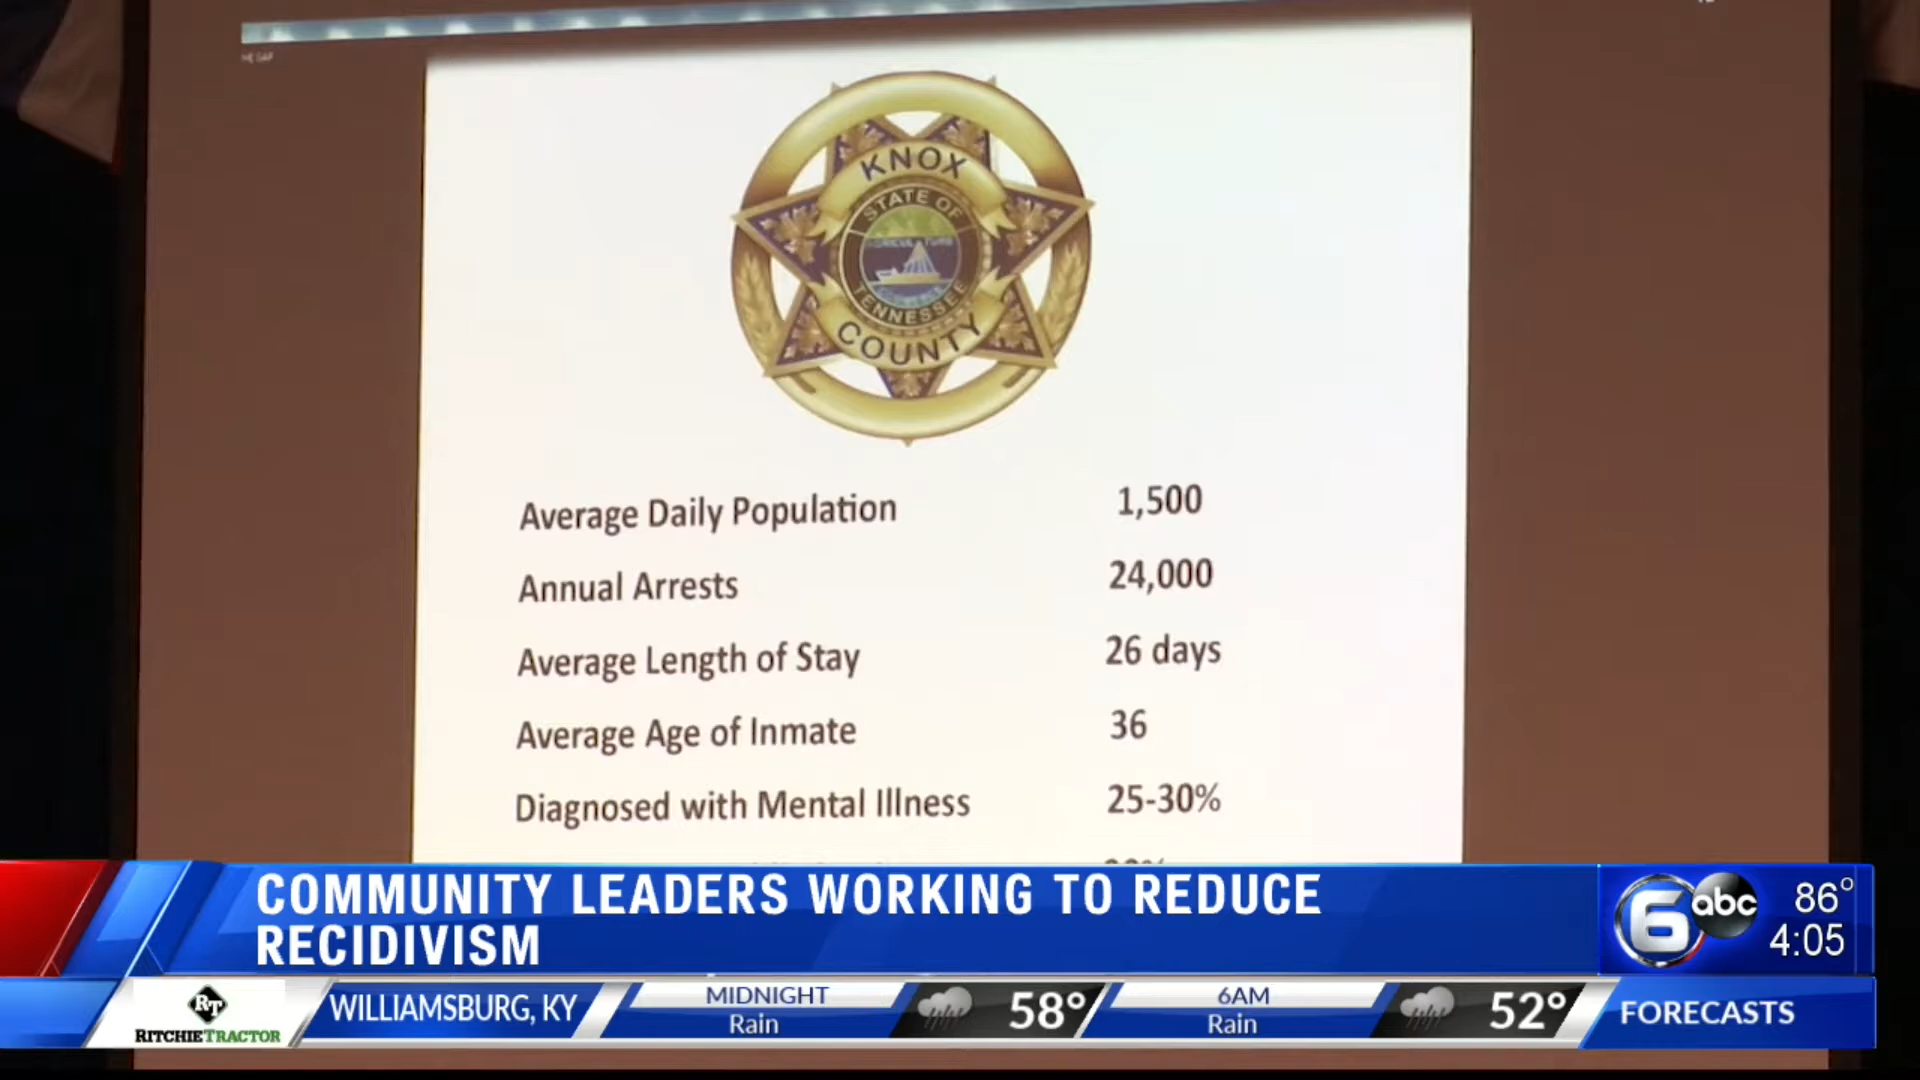 KNOX
STATE OF
AGRICULTURE
TENNESSEE
COUNTY
Average Daily Population 1,500
Annual Arrests 24,000
Average Length of Stay 26 days
Average Age of Inmate 36
Diagnosed with Mental Illness 25-30%
COMMUNITY LEADERS WORKING TO REDUCE
RECIDIVISM
6 abc
86°
4:05
RT
RITCHIE TRACTOR
WILLIAMSBURG, KY
MIDNIGHT
Rain
58°
6AM
Rain
52°
FORECASTS